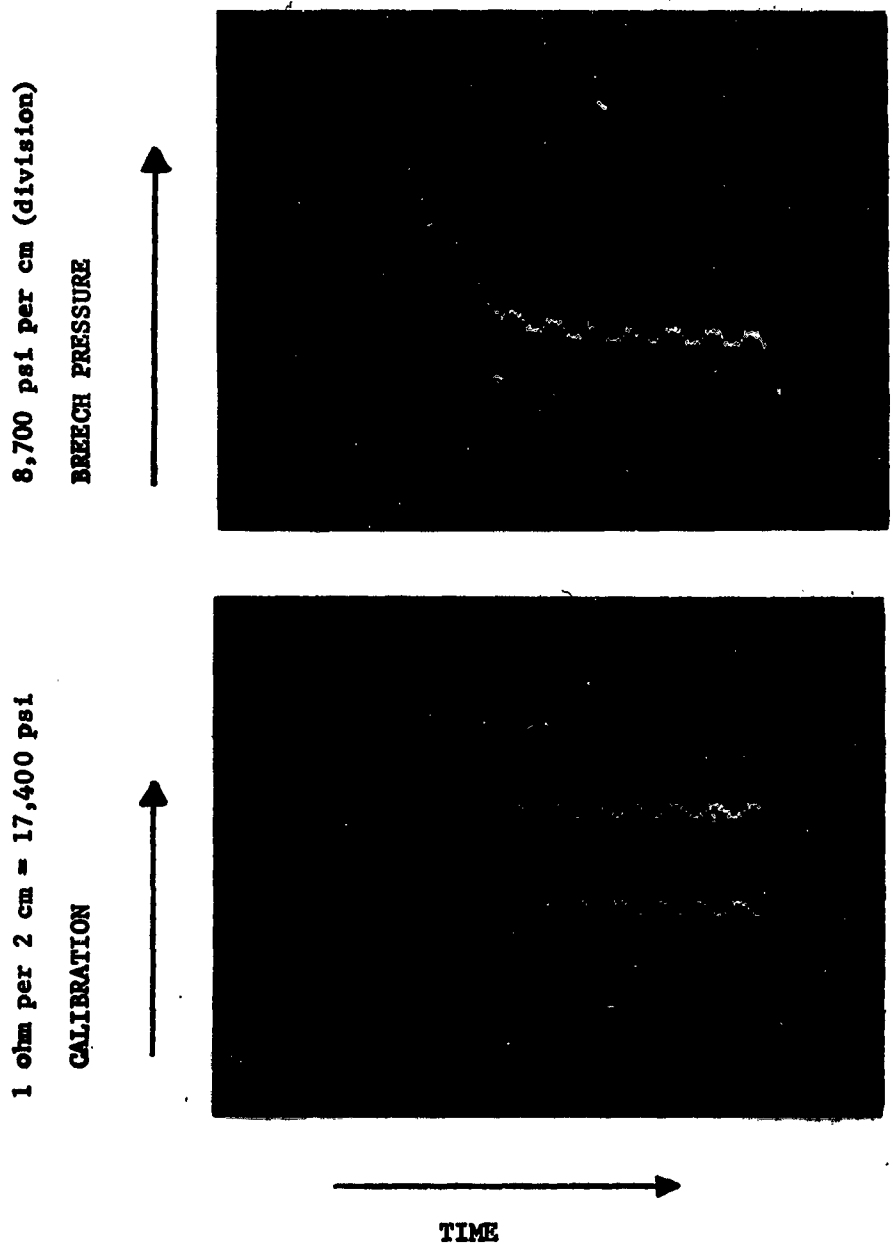 8,700 psi per cm (division)
BREECH PRESSURE
1 ohm per 2 cm = 17,400 psi
CALIBRATION
TIME